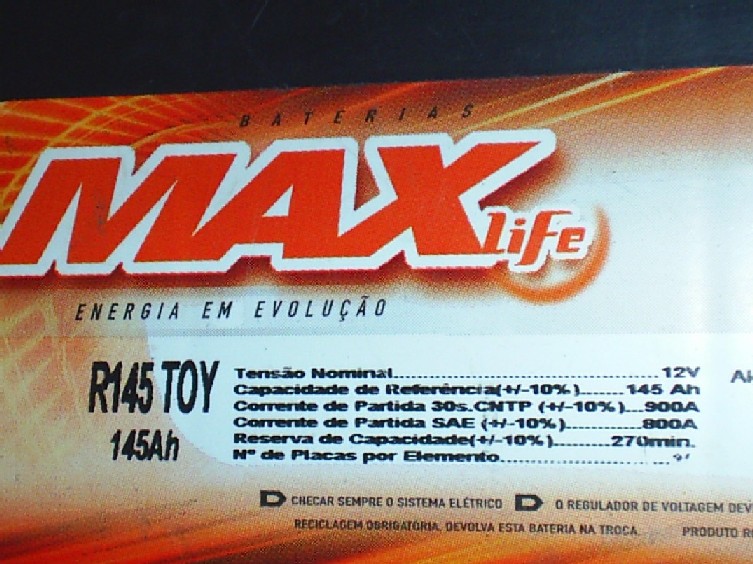 BATERIAS
MAX life
ENERGIA EM EVOLUÇÃO
R145 TOY
145Ah
Tensão Nominal..................................................12V
Capacidade de Referência(+/-10%)........145 Ah
Corrente de Partida 30s.CNTP (+/-10%)...900A
Corrente de Partida SAE (+/-10%)..............800A
Reserva de Capacidade(+/-10%)..........270min.
Nº de Placas por Elemento..............................
CHECAR SEMPRE O SISTEMA ELÉTRICO O REGULADOR DE VOLTAGEM DEV
RECICLAGEM OBRIGATÓRIA, DEVOLVA ESTA BATERIA NA TROCA. PRODUTO R